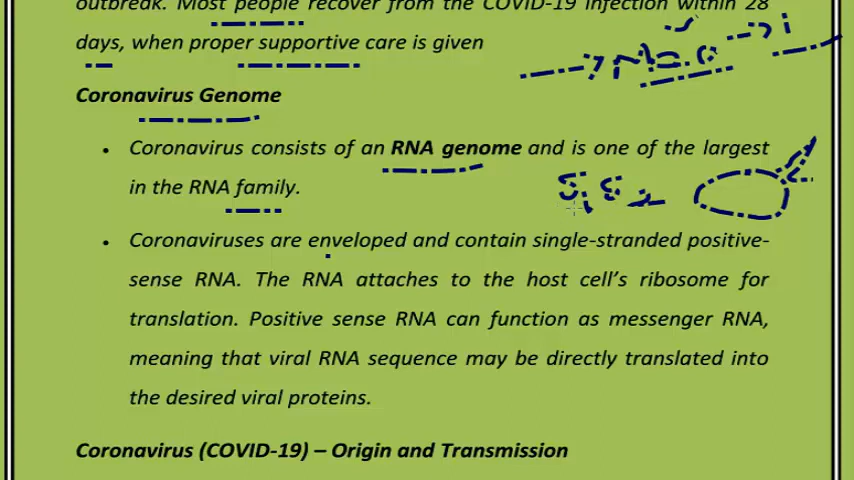 outbreak. Most people recover from the COVID-19 infection within 28
days, when proper supportive care is given
Coronavirus Genome
• Coronavirus consists of an RNA genome and is one of the largest
in the RNA family.
• Coronaviruses are enveloped and contain single-stranded positive-
sense RNA. The RNA attaches to the host cell's ribosome for
translation. Positive sense RNA can function as messenger RNA,
meaning that viral RNA sequence may be directly translated into
the desired viral proteins.
Coronavirus (COVID-19) – Origin and Transmission